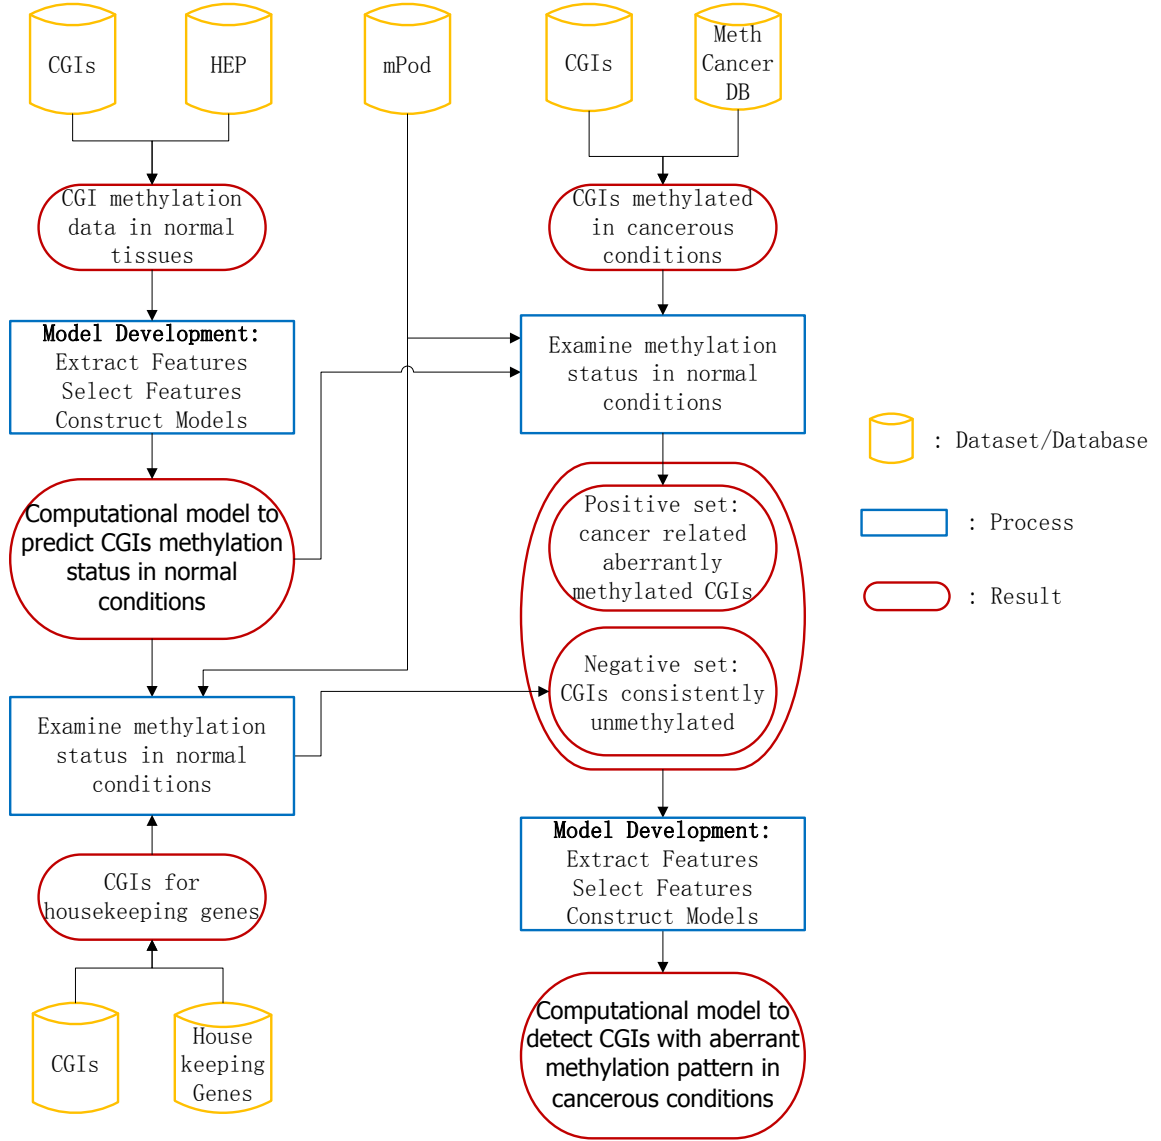 CGIs
HEP
mPod
CGIs
Meth
Cancer
DB
CGI methylation
data in normal
tissues
CGIs methylated
in cancerous
conditions
Model Development:
Extract Features
Select Features
Construct Models
Examine methylation
status in normal
conditions
: Dataset/Database
: Process
: Result
Computational model to
predict CGIs methylation
status in normal
conditions
Positive set:
cancer related
aberrantly
methylated CGIs
Negative set:
CGIs consistently
unmethylated
Examine methylation
status in normal
conditions
Model Development:
Extract Features
Select Features
Construct Models
CGIs for
housekeeping genes
CGIs
House
keeping
Genes
Computational model to
detect CGIs with aberrant
methylation pattern in
cancerous conditions